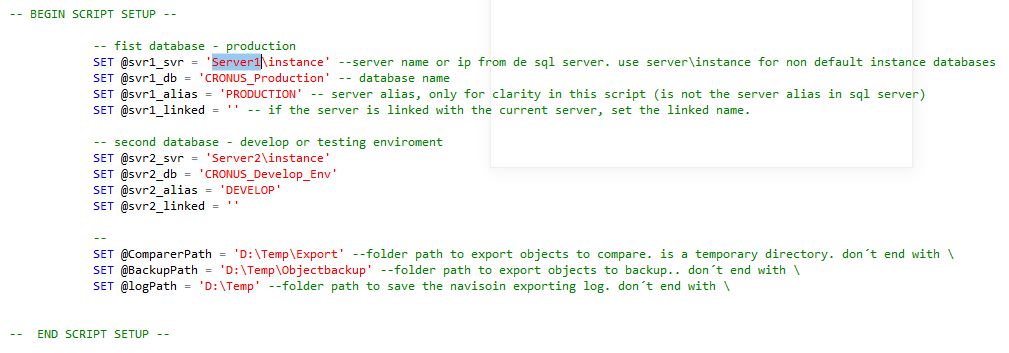 -- BEGIN SCRIPT SETUP --
-- fist database - production
SET @svr1_svr = 'Server1\instance' --server name or ip from de sql server. use server\instance for non default instance databases
SET @svr1_db = 'CRONUS_Production' -- database name
SET @svr1_alias = 'PRODUCTION' -- server alias, only for clarity in this script (is not the server alias in sql server)
SET @svr1_linked = '' -- if the server is linked with the current server, set the linked name.
-- second database - develop or testing enviroment
SET @svr2_svr = 'Server2\instance'
SET @svr2_db = 'CRONUS_Develop_Env'
SET @svr2_alias = 'DEVELOP'
SET @svr2_linked = ''
--
SET @ComparerPath = 'D:\Temp\Export' --folder path to export objects to compare. is a temporary directory. don´t end with \
SET @BackupPath = 'D:\Temp\Objectbackup' --folder path to export objects to backup.. don´t end with \
SET @logPath = 'D:\Temp' --folder path to save the navisoin exporting log. don´t end with \
--  END SCRIPT SETUP --